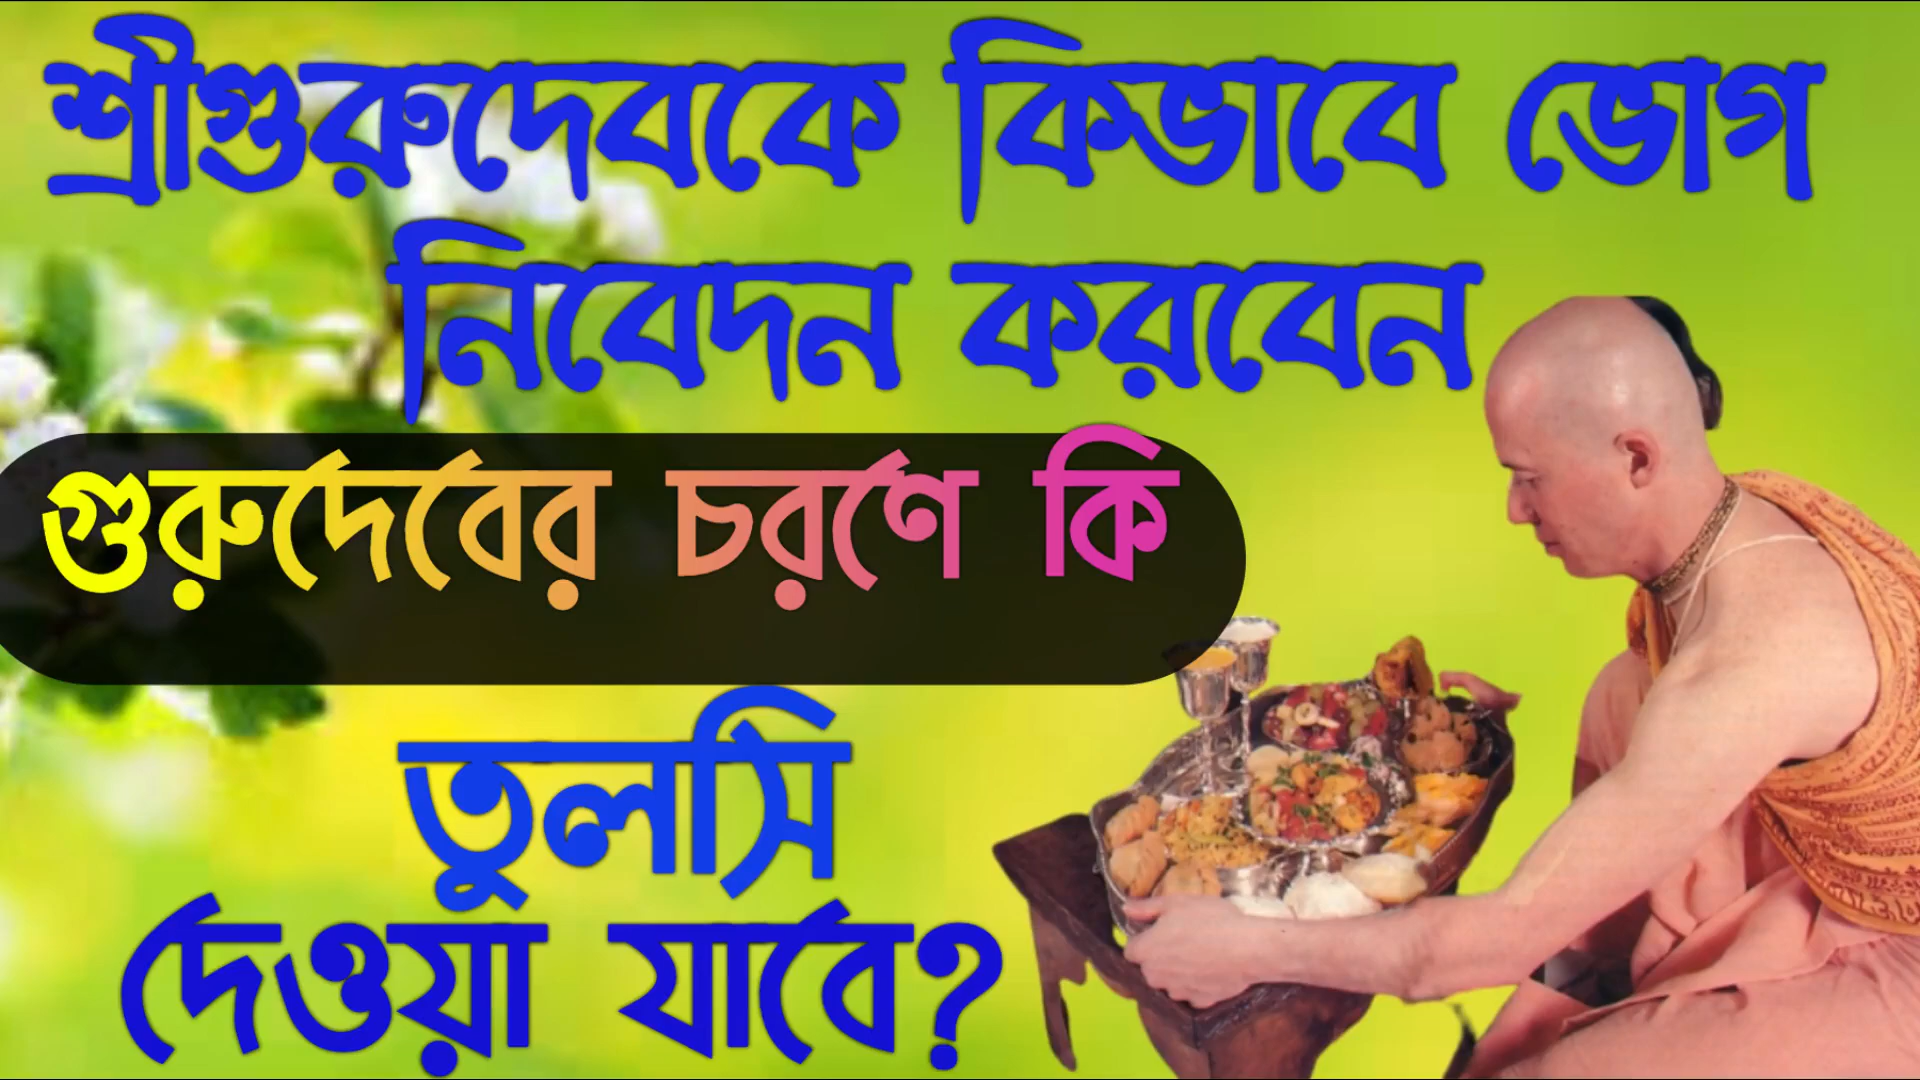 শ্রীগুরুদেবকে কিভাবে ভোগ
নিবেদন করবেন
গুরুদেবের চরণে কি
তুলসি
দেওয়া যাবে?